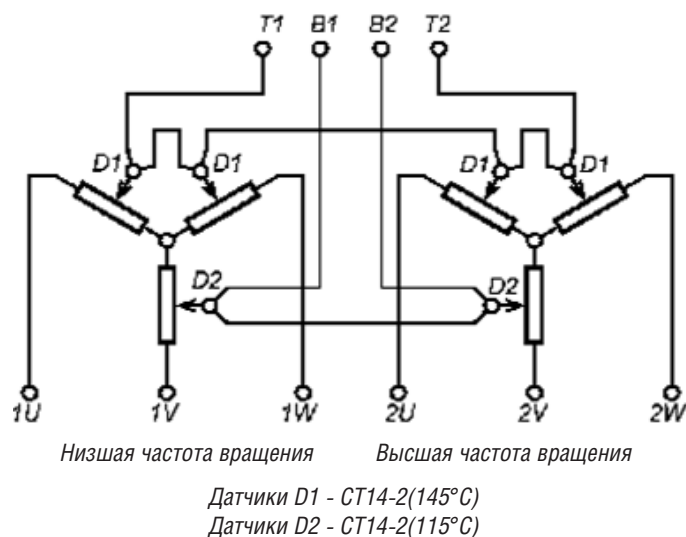 T1 B1 B2 T2
D1 D1 D1 D1
D2 D2
1U 1V 1W 2U 2V 2W
Низшая частота вращения Высшая частота вращения
Датчики D1 - СТ14-2(145°С)
Датчики D2 - СТ14-2(115°С)